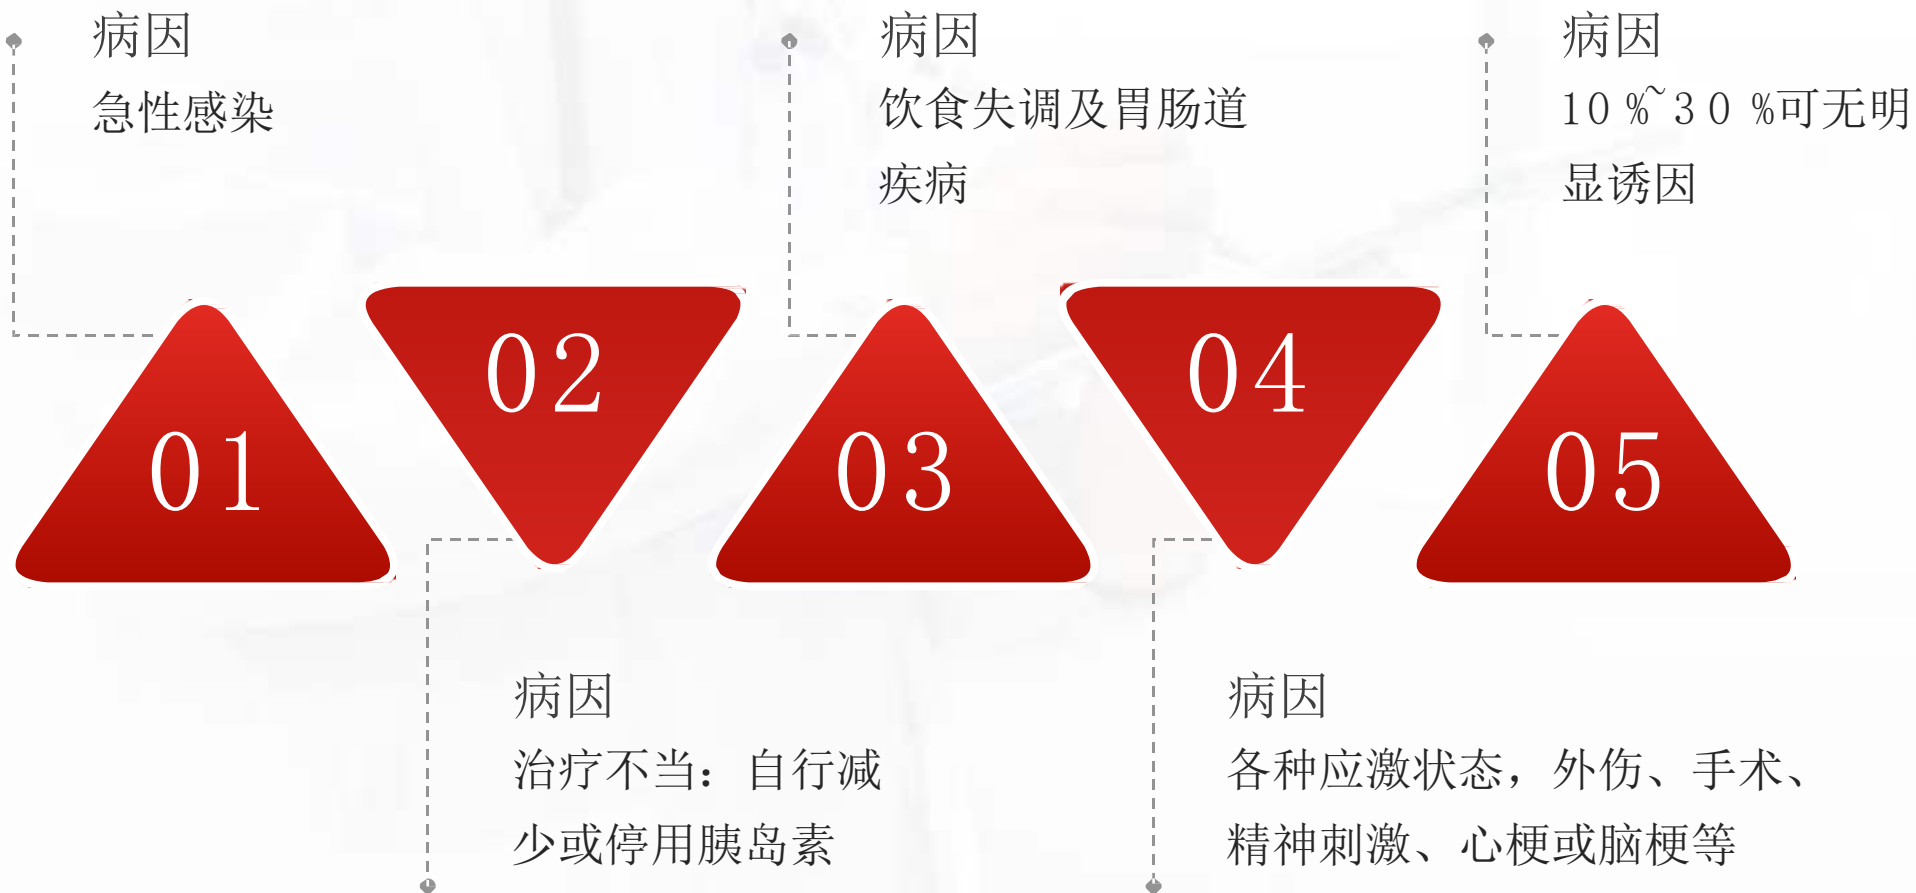 病因
急性感染
病因
饮食失调及胃肠道
疾病
病因
10%~30%可无明
显诱因
01
02
03
04
05
病因
治疗不当：自行减
少或停用胰岛素
病因
各种应激状态，外伤、手术、
精神刺激、心梗或脑梗等